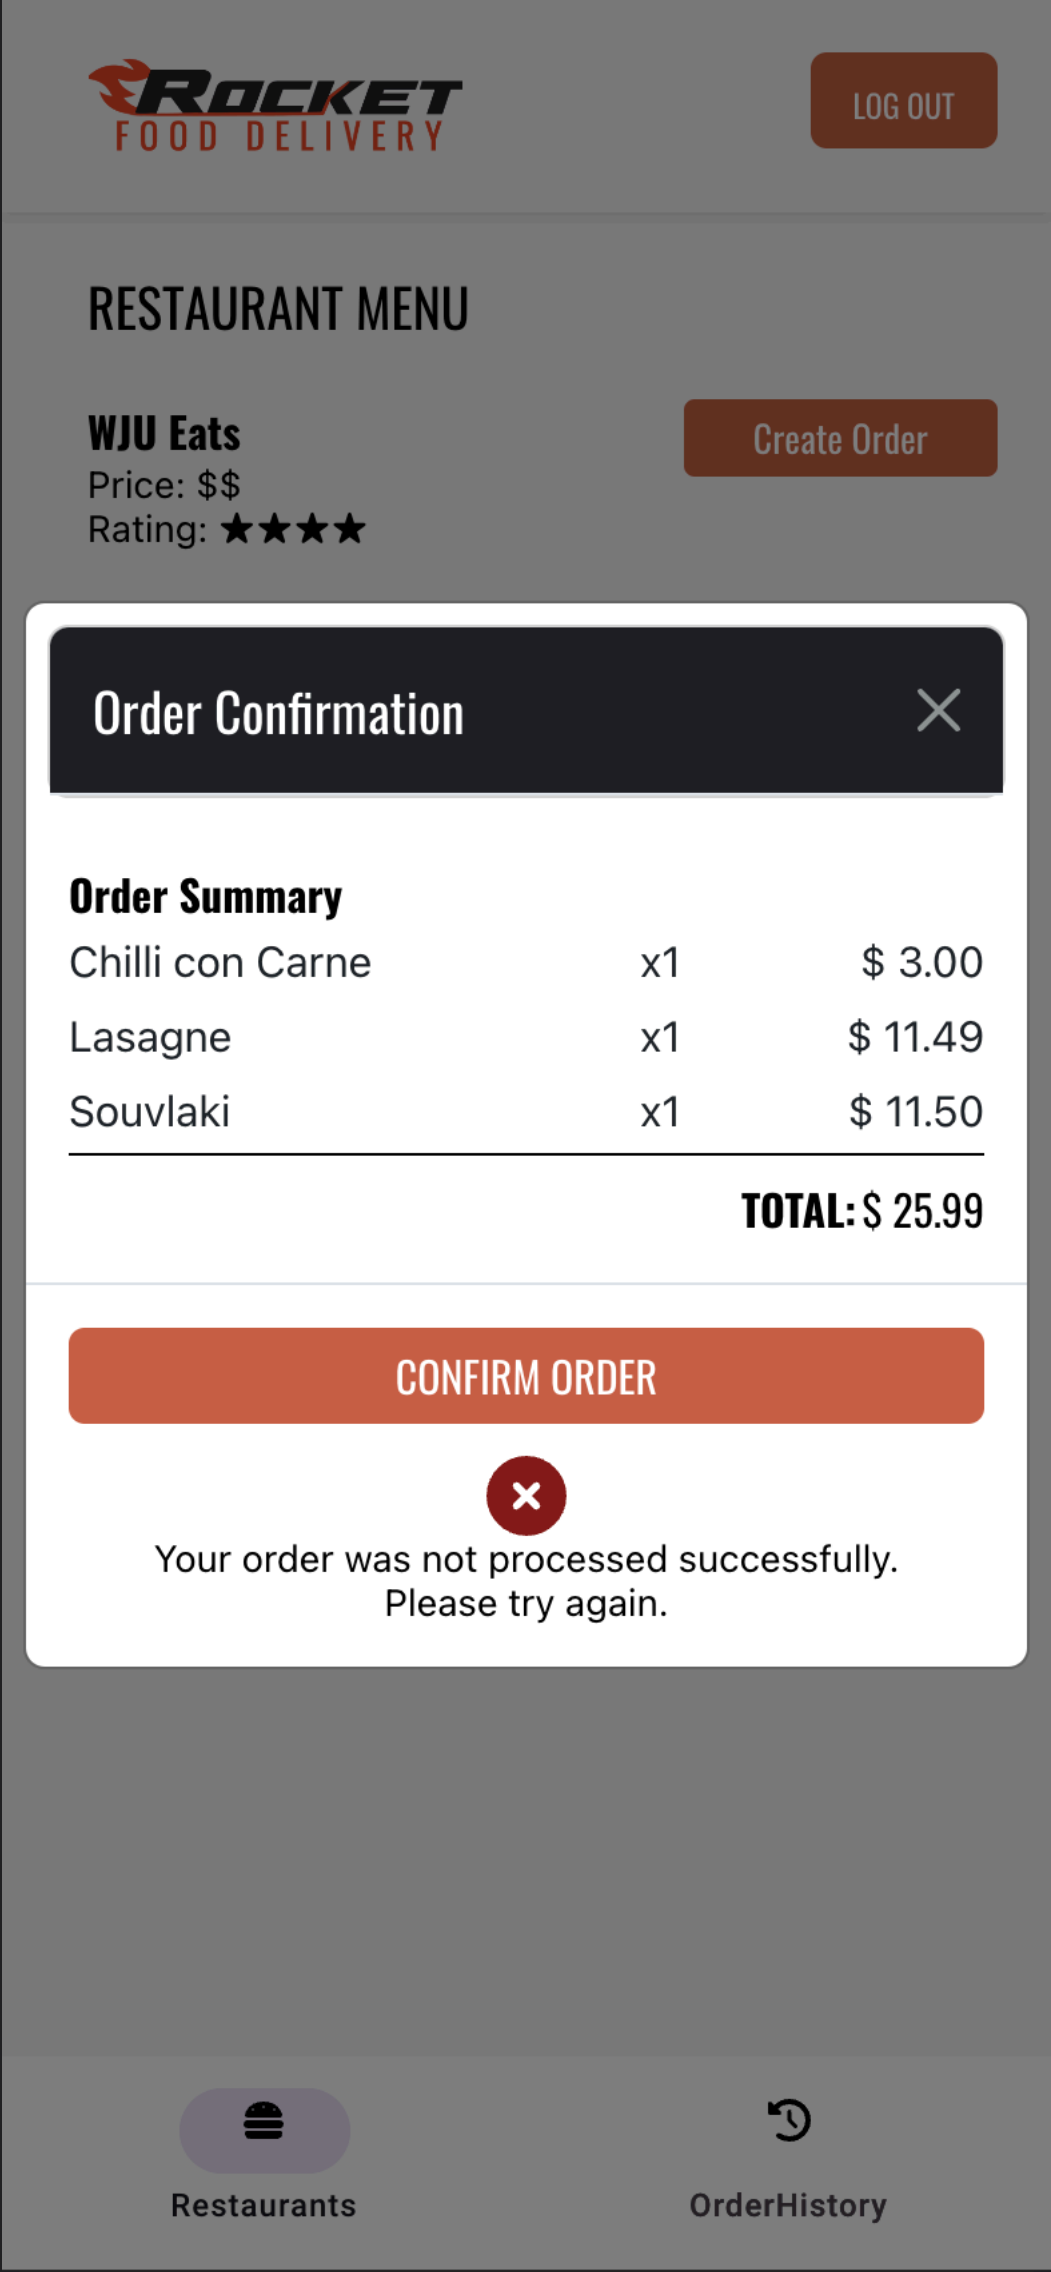 ROCKET
FOOD DELIVERY
LOG OUT
RESTAURANT MENU
WJU Eats
Create Order
Price: $$
Rating: ★★★★
Order Confirmation
Order Summary
Chilli con Carne x1 $ 3.00
Lasagne x1 $ 11.49
Souvlaki x1 $ 11.50
TOTAL: $ 25.99
CONFIRM ORDER
Your order was not processed successfully.
Please try again.
Restaurants OrderHistory